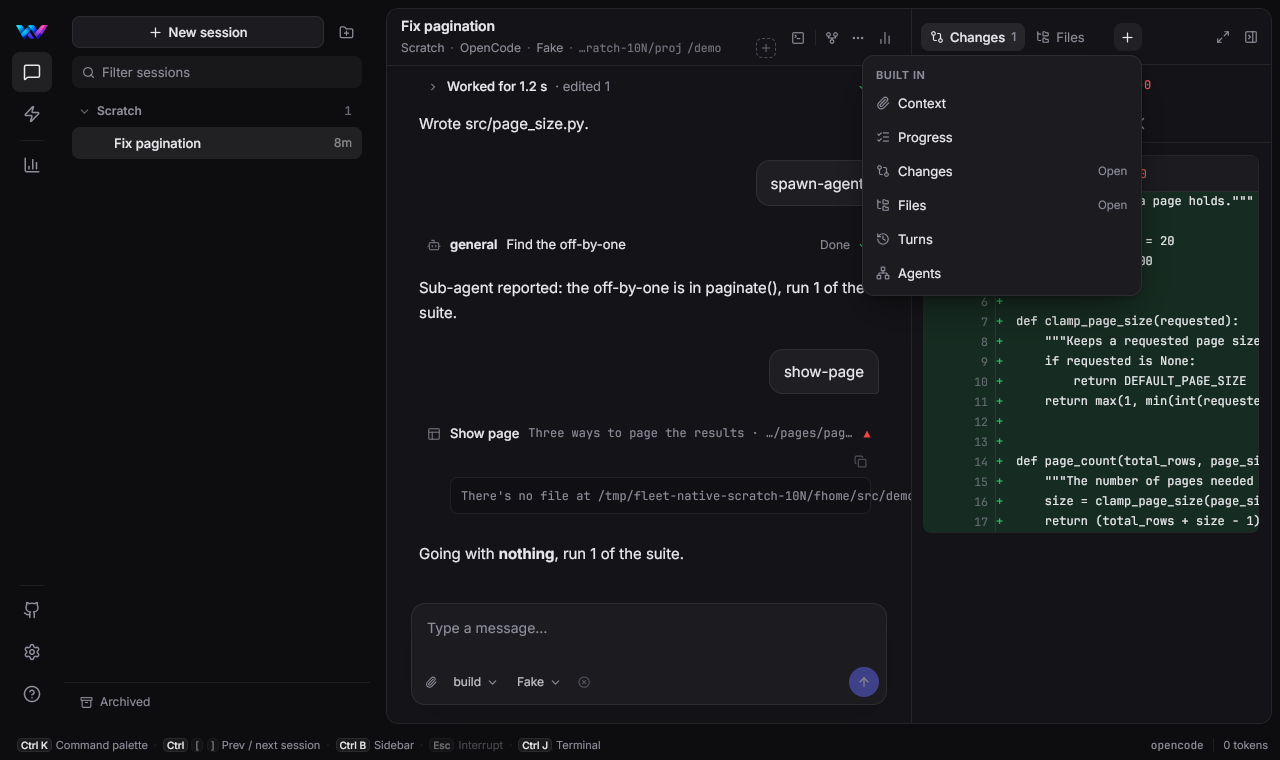 New session
Filter sessions
Scratch 1
Fix pagination 8m
Archived
Fix pagination
Scratch · OpenCode · Fake · …ratch-10N/proj /demo
Worked for 1.2 s · edited 1
Wrote src/page_size.py.
spawn-agent
general Find the off-by-one Done
Sub-agent reported: the off-by-one is in paginate(), run 1 of the
suite.
show-page
Show page Three ways to page the results · …/pages/pag…
There's no file at /tmp/fleet-native-scratch-10N/fhome/src/demo
Going with nothing, run 1 of the suite.
Type a message…
build Fake
Changes 1 Files
BUILT IN
Context
Progress
Changes Open
Files Open
Turns
Agents
0
a page holds."""
= 20
00
6 +
7 + def clamp_page_size(requested):
8 + """Keeps a requested page size
9 + if requested is None:
10 + return DEFAULT_PAGE_SIZE
11 + return max(1, min(int(requeste
12 +
13 +
14 + def page_count(total_rows, page_si
15 + """The number of pages needed
16 + size = clamp_page_size(page_si
17 + return (total_rows + size - 1)
Ctrl K Command palette · Ctrl [ ] Prev / next session · Ctrl B Sidebar · Esc Interrupt · Ctrl J Terminal
opencode 0 tokens